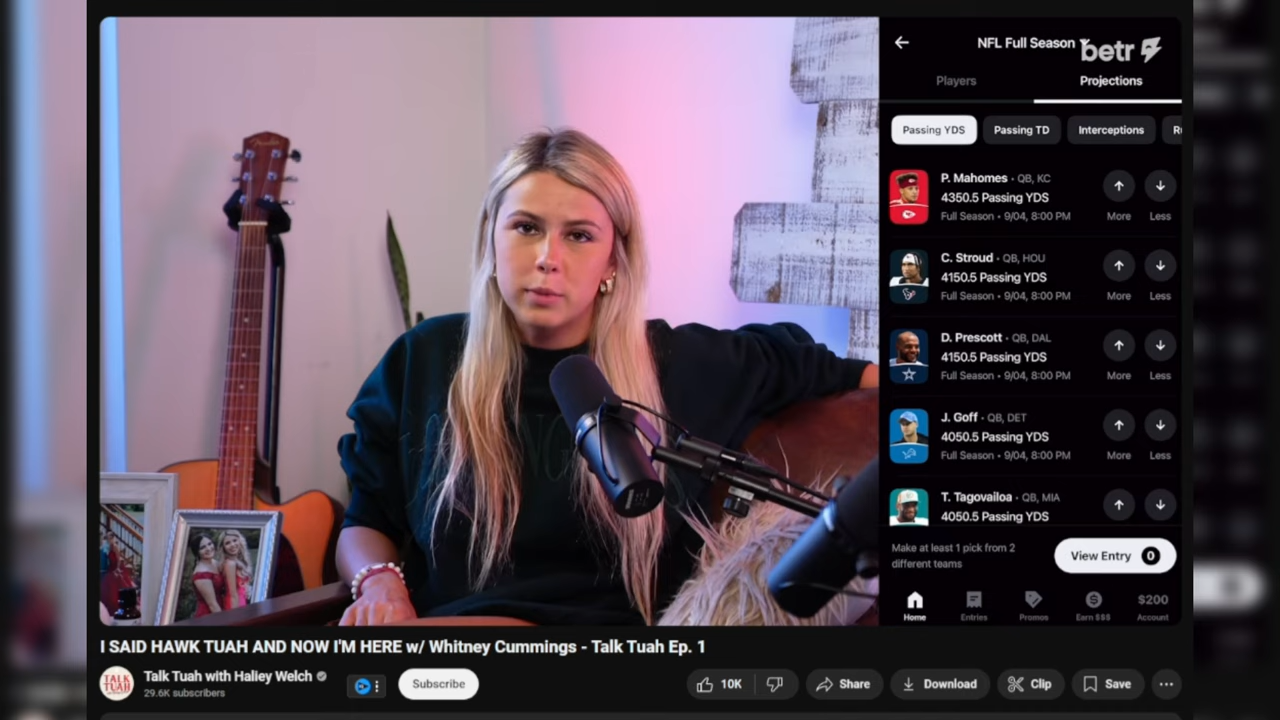 NFL Full Season
betr
Players
Projections
Passing YDS
Passing TD
Interceptions
P. Mahomes • QB, KC
4350.5 Passing YDS
Full Season • 9/04, 8:00 PM
More
Less
C. Stroud • QB, HOU
4150.5 Passing YDS
Full Season • 9/04, 8:00 PM
More
Less
D. Prescott • QB, DAL
4150.5 Passing YDS
Full Season • 9/04, 8:00 PM
More
Less
J. Goff • QB, DET
4050.5 Passing YDS
Full Season • 9/04, 8:00 PM
More
Less
T. Tagovailoa • QB, MIA
4050.5 Passing YDS
Make at least 1 pick from 2
different teams
View Entry 0
Home
Entries
Promos
Earn $$$
$200
Account
Fender
I SAID HAWK TUAH AND NOW I'M HERE w/ Whitney Cummings - Talk Tuah Ep. 1
TALK
TUAH
Talk Tuah with Haliey Welch
29.6K subscribers
Subscribe
10K
Share
Download
Clip
Save